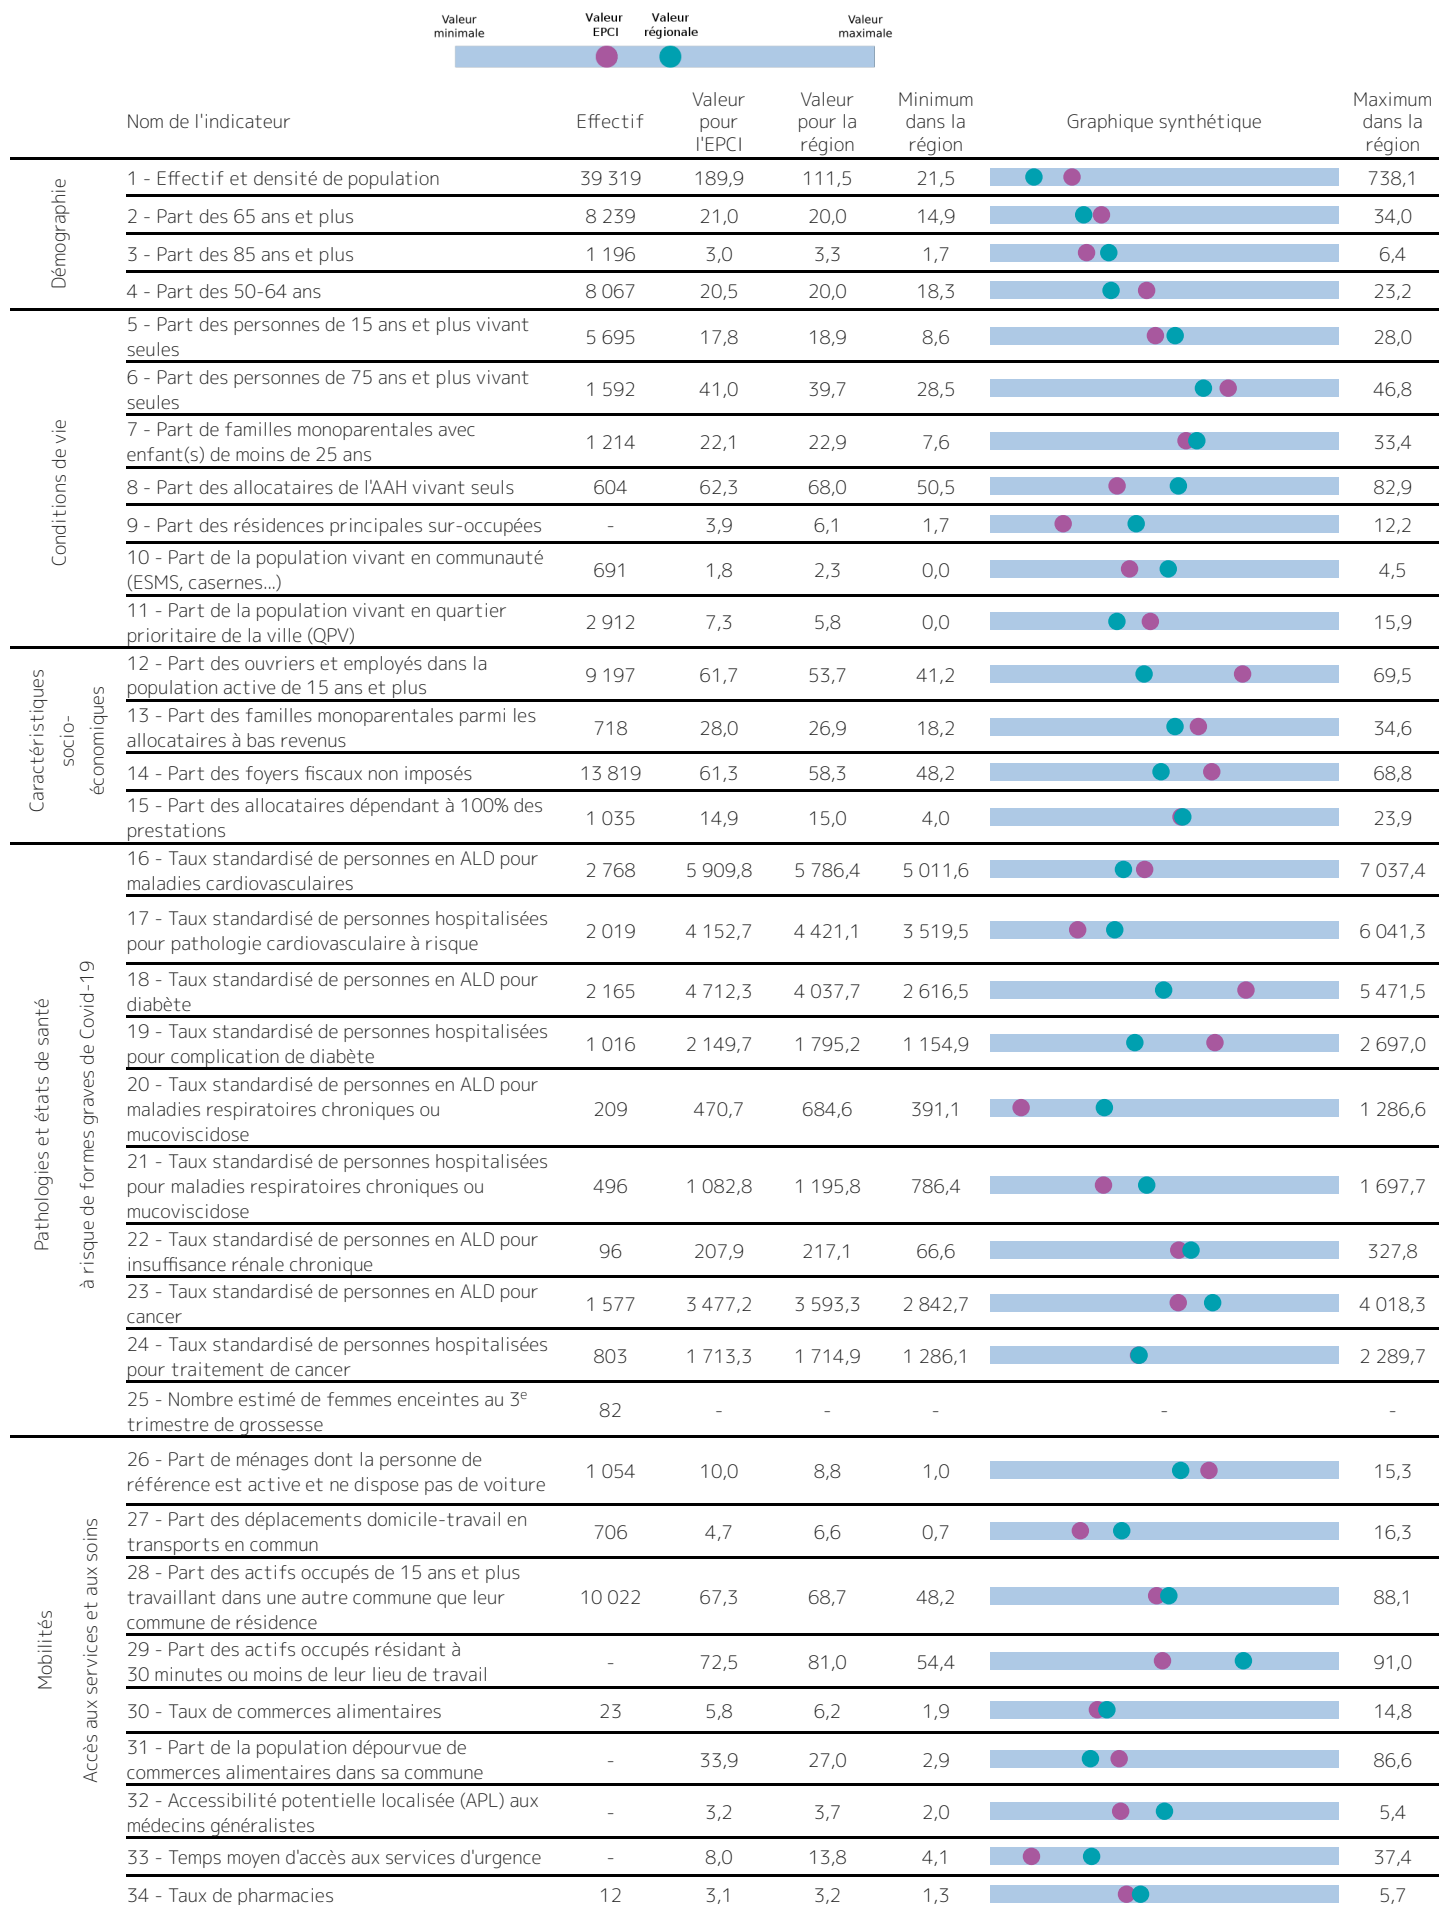 Valeur minimale
Valeur EPCI
Valeur régionale
Valeur maximale
Nom de l'indicateur Effectif Valeur pour l'EPCI Valeur pour la région Minimum dans la région Graphique synthétique Maximum dans la région
Démographie
1 - Effectif et densité de population 39 319 189,9 111,5 21,5 738,1
2 - Part des 65 ans et plus 8 239 21,0 20,0 14,9 34,0
3 - Part des 85 ans et plus 1 196 3,0 3,3 1,7 6,4
4 - Part des 50-64 ans 8 067 20,5 20,0 18,3 23,2
Conditions de vie
5 - Part des personnes de 15 ans et plus vivant
seules 5 695 17,8 18,9 8,6 28,0
6 - Part des personnes de 75 ans et plus vivant
seules 1 592 41,0 39,7 28,5 46,8
7 - Part de familles monoparentales avec
enfant(s) de moins de 25 ans 1 214 22,1 22,9 7,6 33,4
8 - Part des allocataires de l'AAH vivant seuls 604 62,3 68,0 50,5 82,9
9 - Part des résidences principales sur-occupées - 3,9 6,1 1,7 12,2
10 - Part de la population vivant en communauté
(ESMS, casernes...) 691 1,8 2,3 0,0 4,5
11 - Part de la population vivant en quartier
prioritaire de la ville (QPV) 2 912 7,3 5,8 0,0 15,9
Caractéristiques
socio-
économiques
12 - Part des ouvriers et employés dans la
population active de 15 ans et plus 9 197 61,7 53,7 41,2 69,5
13 - Part des familles monoparentales parmi les
allocataires à bas revenus 718 28,0 26,9 18,2 34,6
14 - Part des foyers fiscaux non imposés 13 819 61,3 58,3 48,2 68,8
15 - Part des allocataires dépendant à 100% des
prestations 1 035 14,9 15,0 4,0 23,9
Pathologies et états de santé
à risque de formes graves de Covid-19
16 - Taux standardisé de personnes en ALD pour
maladies cardiovasculaires 2 768 5 909,8 5 786,4 5 011,6 7 037,4
17 - Taux standardisé de personnes hospitalisées
pour pathologie cardiovasculaire à risque 2 019 4 152,7 4 421,1 3 519,5 6 041,3
18 - Taux standardisé de personnes en ALD pour
diabète 2 165 4 712,3 4 037,7 2 616,5 5 471,5
19 - Taux standardisé de personnes hospitalisées
pour complication de diabète 1 016 2 149,7 1 795,2 1 154,9 2 697,0
20 - Taux standardisé de personnes en ALD pour
maladies respiratoires chroniques ou
mucoviscidose 209 470,7 684,6 391,1 1 286,6
21 - Taux standardisé de personnes hospitalisées
pour maladies respiratoires chroniques ou
mucoviscidose 496 1 082,8 1 195,8 786,4 1 697,7
22 - Taux standardisé de personnes en ALD pour
insuffisance rénale chronique 96 207,9 217,1 66,6 327,8
23 - Taux standardisé de personnes en ALD pour
cancer 1 577 3 477,2 3 593,3 2 842,7 4 018,3
24 - Taux standardisé de personnes hospitalisées
pour traitement de cancer 803 1 713,3 1 714,9 1 286,1 2 289,7
25 - Nombre estimé de femmes enceintes au 3e
trimestre de grossesse 82 - - - - -
Mobilités
Accès aux services et aux soins
26 - Part de ménages dont la personne de
référence est active et ne dispose pas de voiture 1 054 10,0 8,8 1,0 15,3
27 - Part des déplacements domicile-travail en
transports en commun 706 4,7 6,6 0,7 16,3
28 - Part des actifs occupés de 15 ans et plus
travaillant dans une autre commune que leur
commune de résidence 10 022 67,3 68,7 48,2 88,1
29 - Part des actifs occupés résidant à
30 minutes ou moins de leur lieu de travail - 72,5 81,0 54,4 91,0
30 - Taux de commerces alimentaires 23 5,8 6,2 1,9 14,8
31 - Part de la population dépourvue de
commerces alimentaires dans sa commune - 33,9 27,0 2,9 86,6
32 - Accessibilité potentielle localisée (APL) aux
médecins généralistes - 3,2 3,7 2,0 5,4
33 - Temps moyen d'accès aux services d'urgence - 8,0 13,8 4,1 37,4
34 - Taux de pharmacies 12 3,1 3,2 1,3 5,7